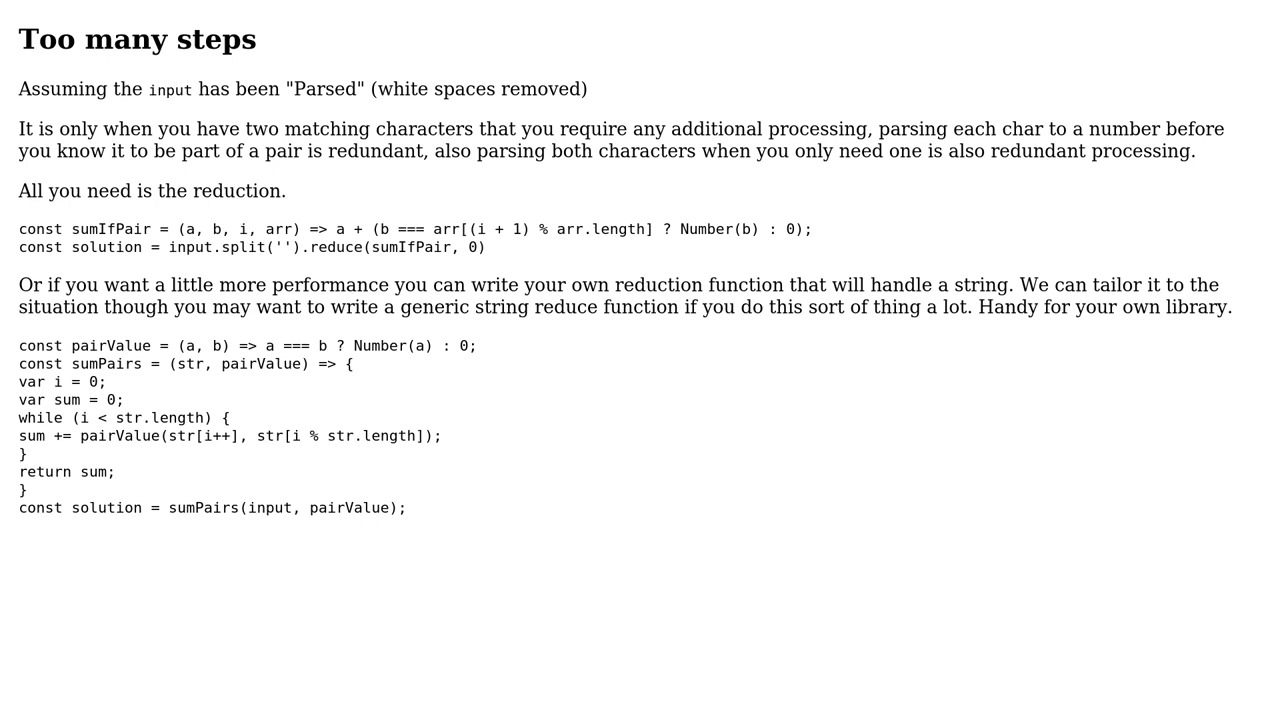 Too many steps
Assuming the input has been "Parsed" (white spaces removed)
It is only when you have two matching characters that you require any additional processing, parsing each char to a number before
you know it to be part of a pair is redundant, also parsing both characters when you only need one is also redundant processing.
All you need is the reduction.
const sumIfPair = (a, b, i, arr) => a + (b === arr[(i + 1) % arr.length] ? Number(b) : 0);
const solution = input.split('').reduce(sumIfPair, 0)
Or if you want a little more performance you can write your own reduction function that will handle a string. We can tailor it to the
situation though you may want to write a generic string reduce function if you do this sort of thing a lot. Handy for your own library.
const pairValue = (a, b) => a === b ? Number(a) : 0;
const sumPairs = (str, pairValue) => {
var i = 0;
var sum = 0;
while (i < str.length) {
sum += pairValue(str[i++], str[i % str.length]);
}
return sum;
}
const solution = sumPairs(input, pairValue);